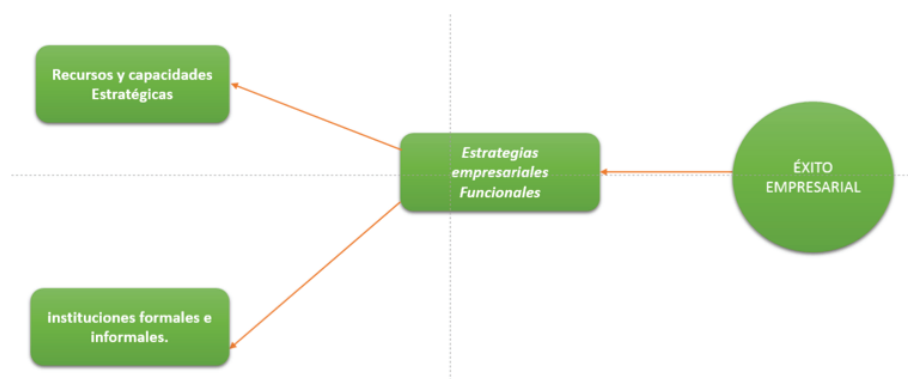 Recursos y capacidades
Estratégicas
Estrategias
empresariales
Funcionales
ÉXITO
EMPRESARIAL
instituciones formales e
informales.